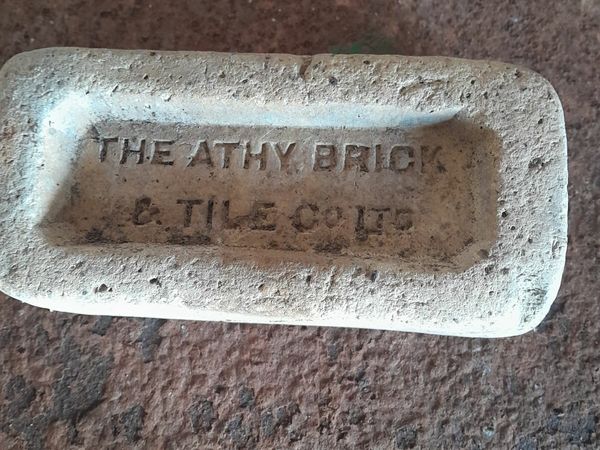 THE ATHY BRICK
& TILE Co LTD